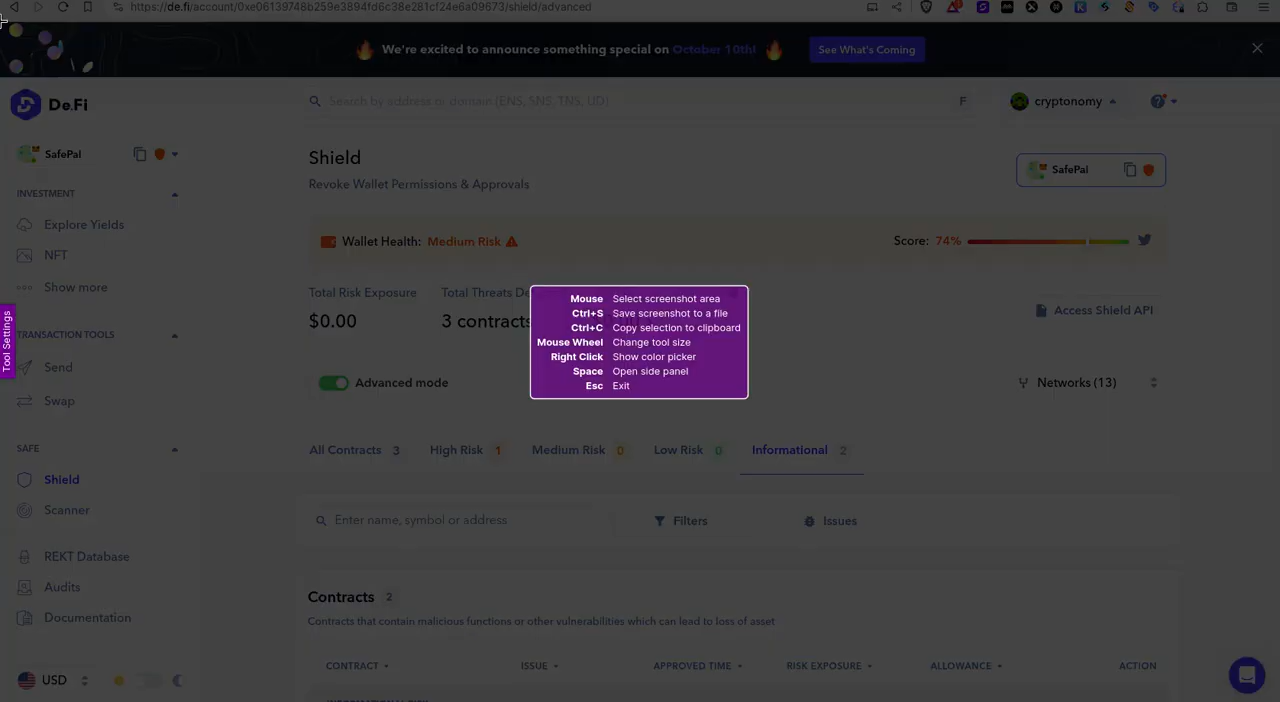 https://de.fi/account/0xe06139748b259e3894fd6c38e281cf24e6a09673/shield/advanced
We're excited to announce something special on October 10th!
See What's Coming
De.Fi
Search by address or domain (ENS, SNS, TNS, UD)
F
cryptonomy
SafePal
INVESTMENT
Explore Yields
NFT
Show more
TRANSACTION TOOLS
Send
Swap
SAFE
Shield
Scanner
REKT Database
Audits
Documentation
USD
Tool Settings
Shield
Revoke Wallet Permissions & Approvals
SafePal
Wallet Health: Medium Risk
Score: 74%
Total Risk Exposure
$0.00
Total Threats
3 contracts
Access Shield API
Mouse Select screenshot area
Ctrl+S Save screenshot to a file
Ctrl+C Copy selection to clipboard
Mouse Wheel Change tool size
Right Click Show color picker
Space Open side panel
Esc Exit
Advanced mode
Networks (13)
All Contracts 3
High Risk 1
Medium Risk 0
Low Risk 0
Informational 2
Enter name, symbol or address
Filters
Issues
Contracts 2
Contracts that contain malicious functions or other vulnerabilities which can lead to loss of asset
CONTRACT
ISSUE
APPROVED TIME
RISK EXPOSURE
ALLOWANCE
ACTION